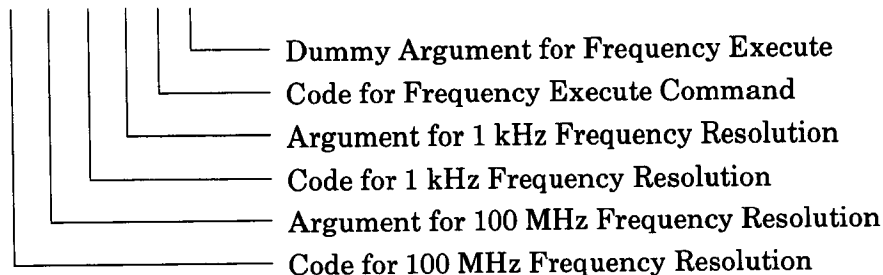 Dummy Argument for Frequency Execute
Code for Frequency Execute Command
Argument for 1 kHz Frequency Resolution
Code for 1 kHz Frequency Resolution
Argument for 100 MHz Frequency Resolution
Code for 100 MHz Frequency Resolution